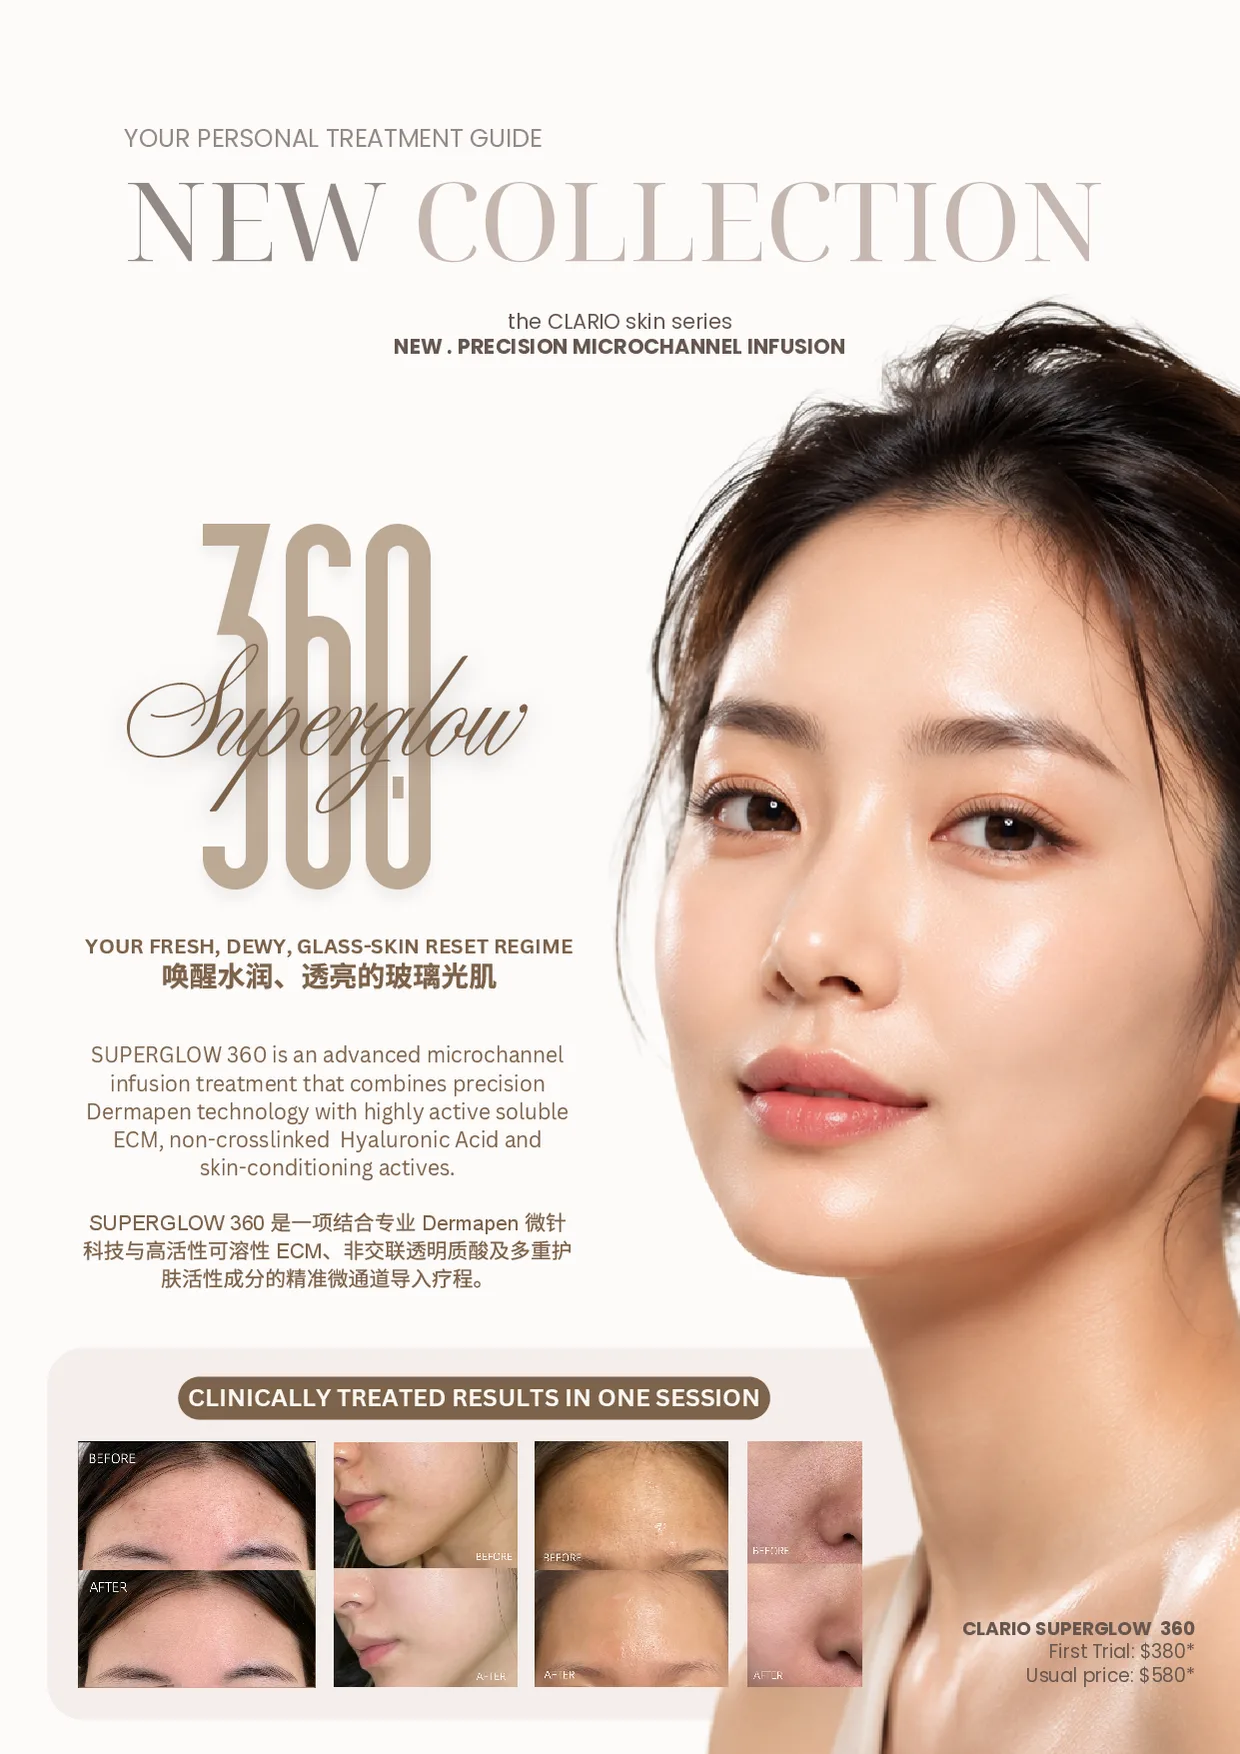 YOUR PERSONAL TREATMENT GUIDE
NEW COLLECTION
the CLARIO skin series
NEW . PRECISION MICROCHANNEL INFUSION
360
Superglow
YOUR FRESH, DEWY, GLASS-SKIN RESET REGIME
唤醒水润、透亮的玻璃光肌
SUPERGLOW 360 is an advanced microchannel
infusion treatment that combines precision
Dermapen technology with highly active soluble
ECM, non-crosslinked Hyaluronic Acid and
skin-conditioning actives.
SUPERGLOW 360 是一项结合专业 Dermapen 微针
科技与高活性可溶性 ECM、非交联透明质酸及多重护
肤活性成分的精准微通道导入疗程。
CLINICALLY TREATED RESULTS IN ONE SESSION
BEFORE
BEFORE
BEFORE
BEFORE
AFTER
AFTER
AFTER
AFTER
CLARIO SUPERGLOW 360
First Trial: $380*
Usual price: $580*